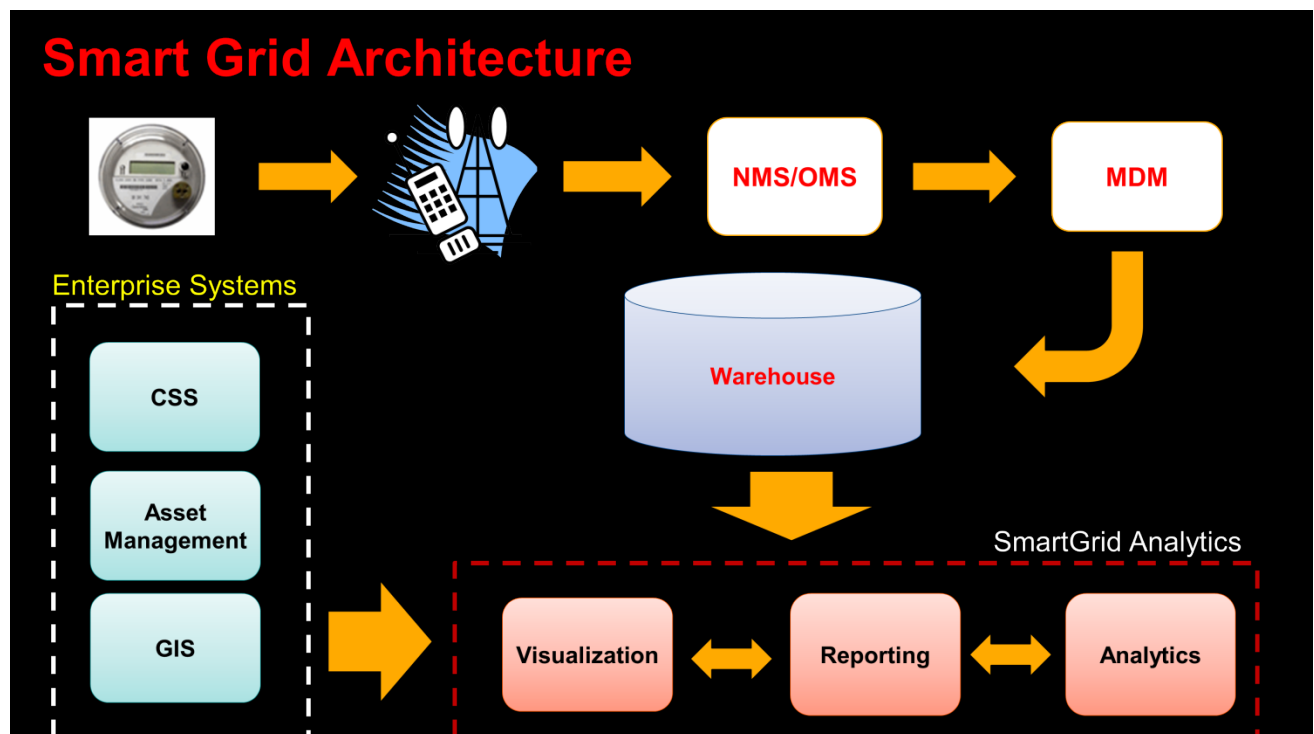 Smart Grid Architecture
NMS/OMS
MDM
Enterprise Systems
CSS
Warehouse
Asset
Management
SmartGrid Analytics
GIS
Visualization
Reporting
Analytics